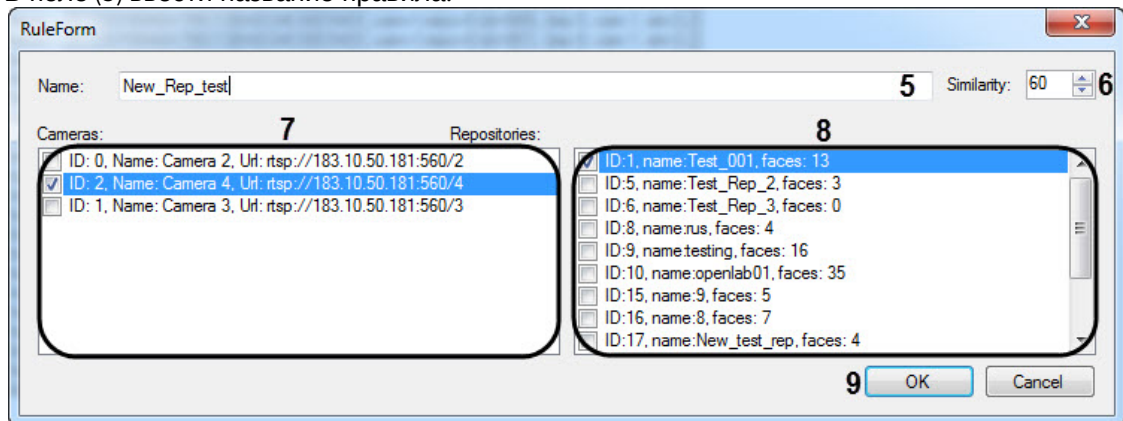 В поле (5) ввести название правила.
RuleForm
Name: New_Rep_test 5 Similarity: 60 6
Cameras: 7 Repositories: 8
ID: 0, Name: Camera 2, Url: rtsp://183.10.50.181:560/2
ID: 2, Name: Camera 4, Url: rtsp://183.10.50.181:560/4
ID: 1, Name: Camera 3, Url: rtsp://183.10.50.181:560/3
ID:1, name:Test_001, faces: 13
ID:5, name:Test_Rep_2, faces: 3
ID:6, name:Test_Rep_3, faces: 0
ID:8, name:rus, faces: 4
ID:9, name:testing, faces: 16
ID:10, name:openlab01, faces: 35
ID:15, name:9, faces: 5
ID:16, name:8, faces: 7
ID:17, name:New_test_rep, faces: 4
9 OK Cancel